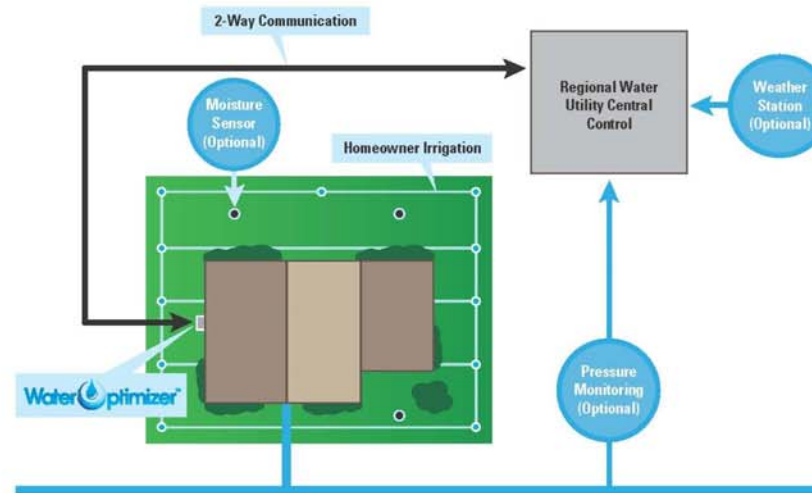 2-Way Communication
Moisture
Sensor
(Optional)
Homeowner Irrigation
Regional Water
Utility Central
Control
Weather
Station
(Optional)
WaterOptimizer™
Pressure
Monitoring
(Optional)